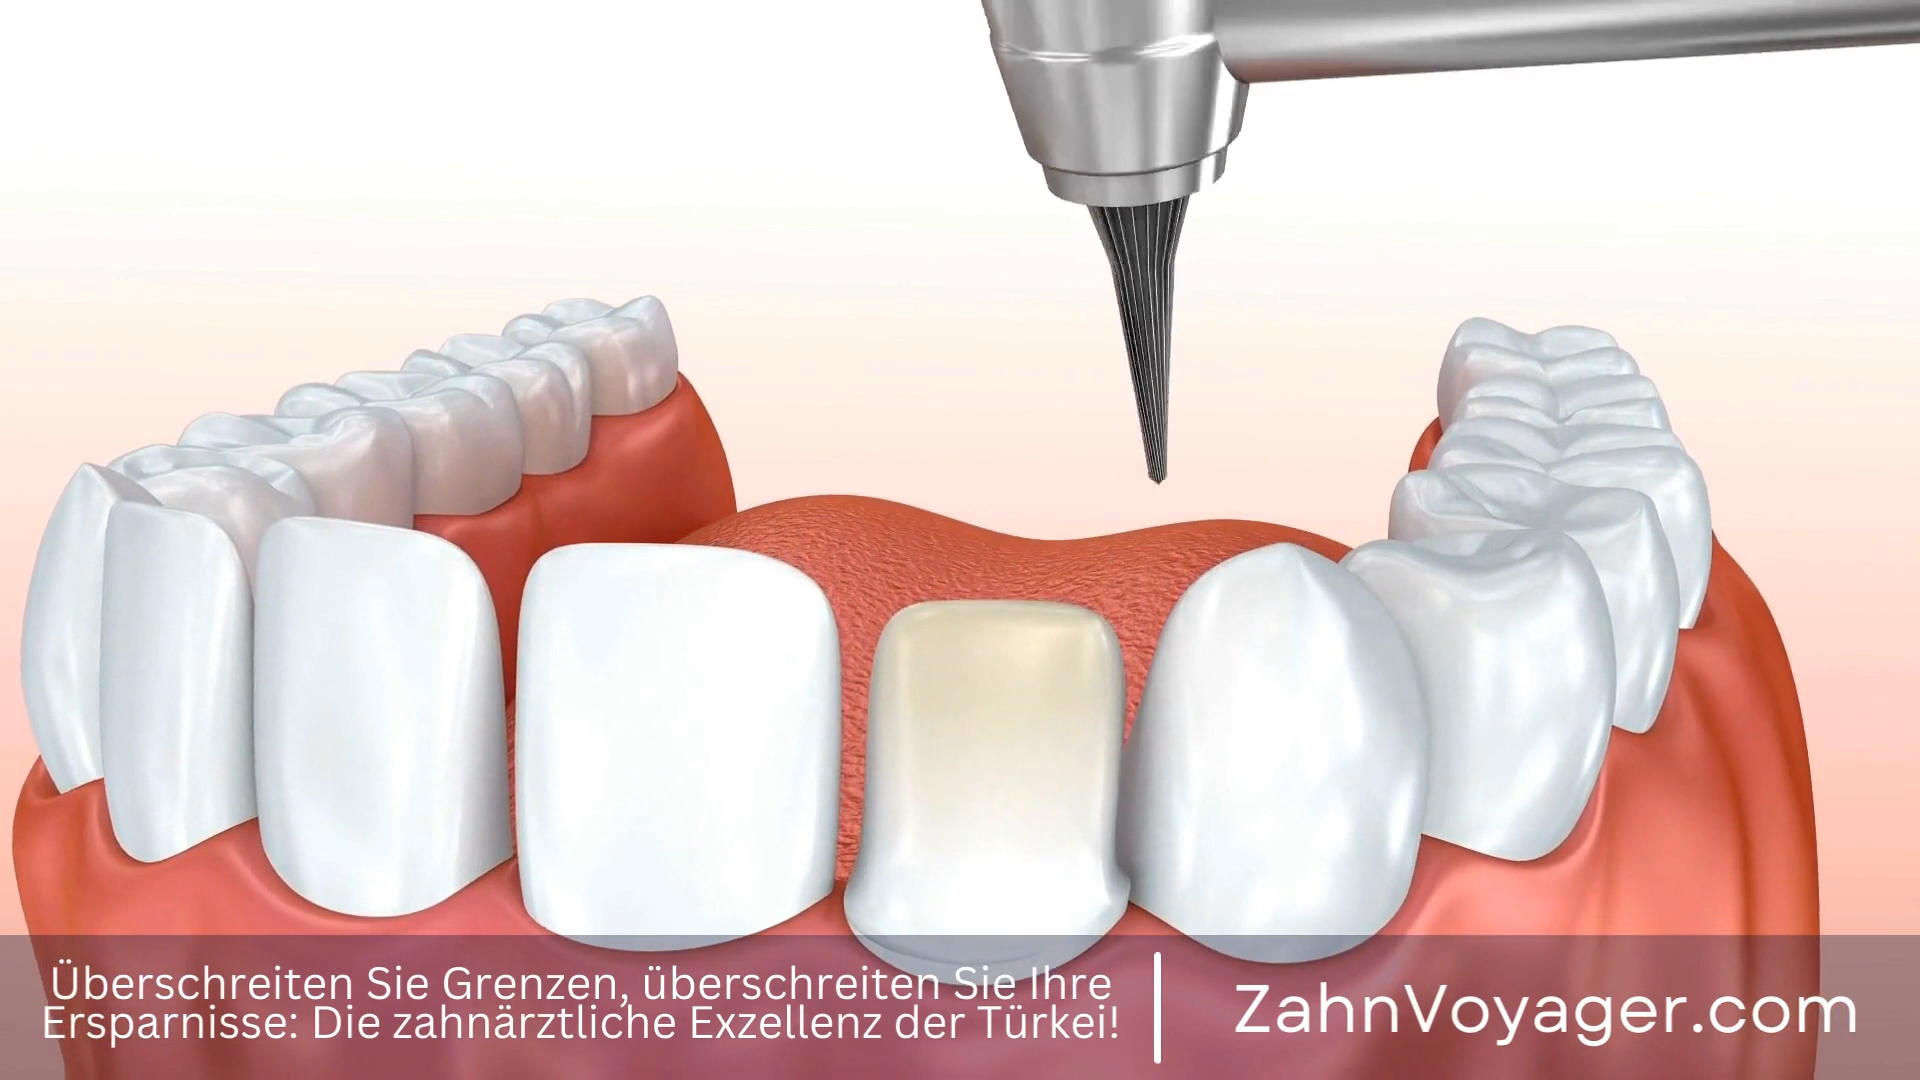 Überschreiten Sie Grenzen, überschreiten Sie Ihre
Ersparnisse: Die zahnärztliche Exzellenz der Türkei!
ZahnVoyager.com